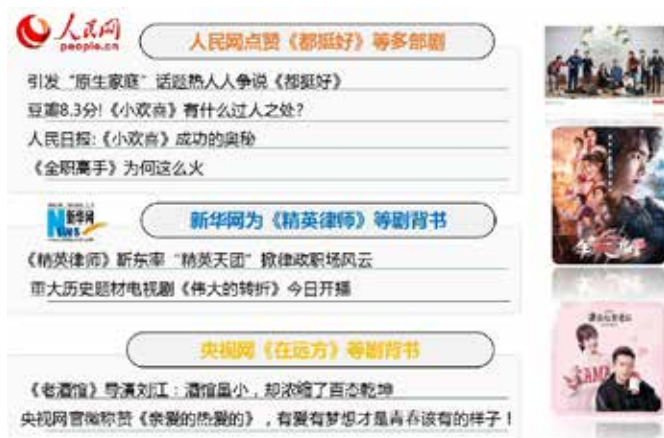 人民网
people.cn
人民网点赞《都挺好》等多部剧
引发“原生家庭”话题热人人争说《都挺好》
豆瓣8.3分!《小欢喜》有什么过人之处?
人民日报:《小欢喜》成功的奥秘
《全职高手》为何这么火
新华网
NEWS
新华网为《精英律师》等剧背书
《精英律师》靳东率“精英天团”掀律政职场风云
重大历史题材电视剧《伟大的转折》今日开播
央视网《在远方》等剧背书
《老酒馆》导演刘江：酒馆虽小，却浓缩了百态乾坤
央视网官微称赞《亲爱的热爱的》，有爱有梦想才是青春该有的样子！